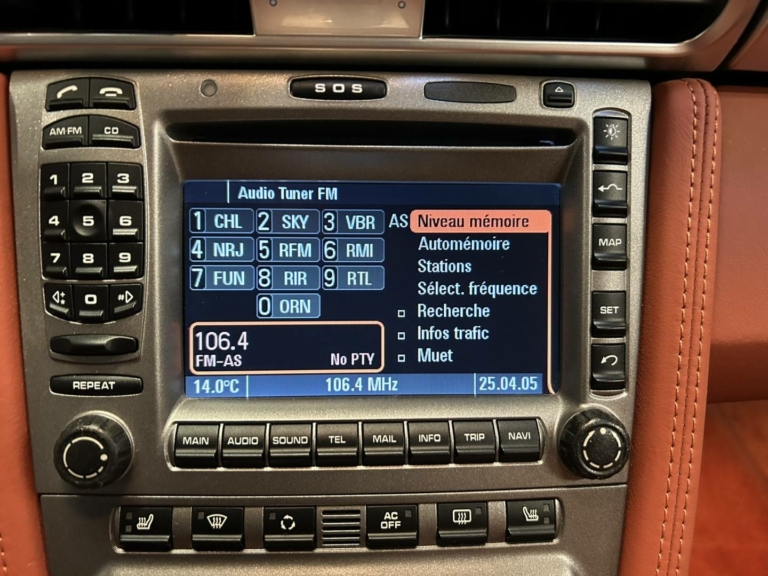 SOS
AM·FM CD
1 2 3
4 5 6
7 8 9
0
REPEAT
Audio Tuner FM
1 CHL 2 SKY 3 VBR AS
4 NRJ 5 RFM 6 RMI
7 FUN 8 RIR 9 RTL
0 ORN
Niveau mémoire
Automémoire
Stations
Sélect. fréquence
Recherche
Infos trafic
Muet
106.4
FM-AS No PTY
14.0°C 106.4 MHz 25.04.05
MAP
SET
MAIN AUDIO SOUND TEL MAIL INFO TRIP NAVI
AC
OFF